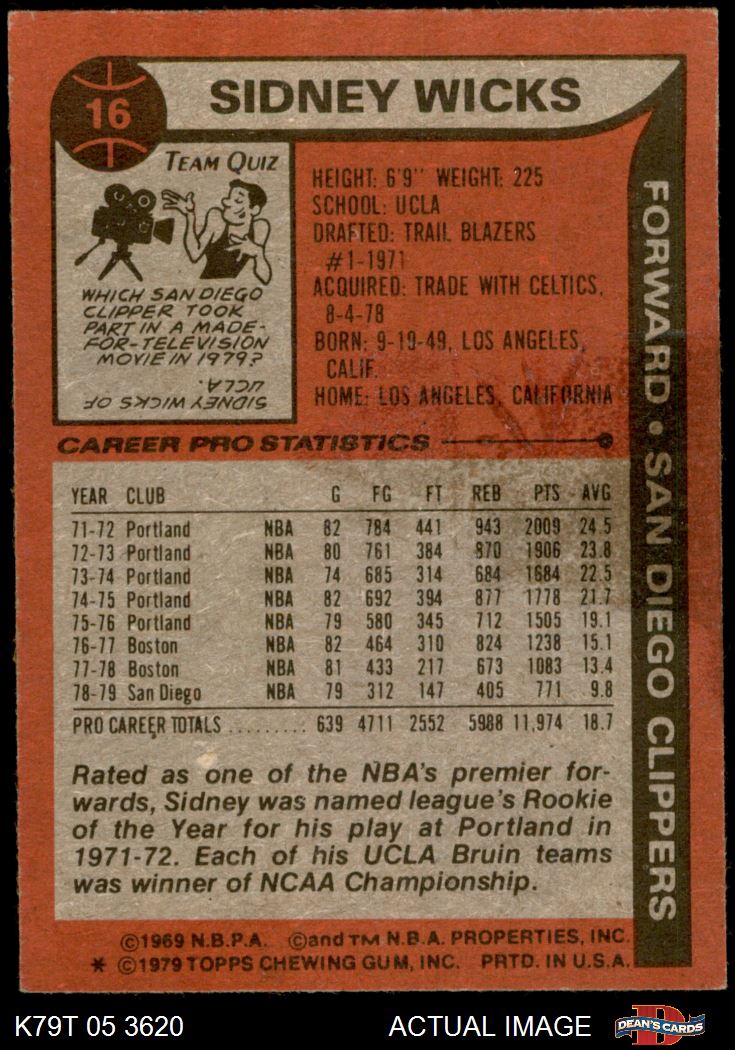 16
SIDNEY WICKS
TEAM QUIZ
WHICH SAN DIEGO
CLIPPER TOOK
PART IN A MADE-
FOR-TELEVISION
MOVIE IN 1979?
SIDNEY WICKS OF
UCLA.
HEIGHT: 6'9" WEIGHT: 225
SCHOOL: UCLA
DRAFTED: TRAIL BLAZERS
#1-1971
ACQUIRED: TRADE WITH CELTICS,
8-4-78
BORN: 9-19-49, LOS ANGELES,
CALIF.
HOME: LOS ANGELES, CALIFORNIA
FORWARD • SAN DIEGO CLIPPERS
CAREER PRO STATISTICS
YEAR CLUB G FG FT REB PTS AVG
71-72 Portland NBA 82 784 441 943 2009 24.5
72-73 Portland NBA 80 761 384 870 1906 23.8
73-74 Portland NBA 74 685 314 684 1684 22.5
74-75 Portland NBA 82 692 394 877 1778 21.7
75-76 Portland NBA 79 580 345 712 1505 19.1
76-77 Boston NBA 82 464 310 824 1238 15.1
77-78 Boston NBA 81 433 217 673 1083 13.4
78-79 San Diego NBA 79 312 147 405 771 9.8
PRO CAREER TOTALS ......... 639 4711 2552 5988 11,974 18.7
Rated as one of the NBA's premier for-
wards, Sidney was named league's Rookie
of the Year for his play at Portland in
1971-72. Each of his UCLA Bruin teams
was winner of NCAA Championship.
©1969 N.B.P.A. ©and TM N.B.A. PROPERTIES, INC.
* ©1979 TOPPS CHEWING GUM, INC. PRTD. IN U.S.A.
K79T 05 3620
ACTUAL IMAGE
D
DEAN'S CARDS